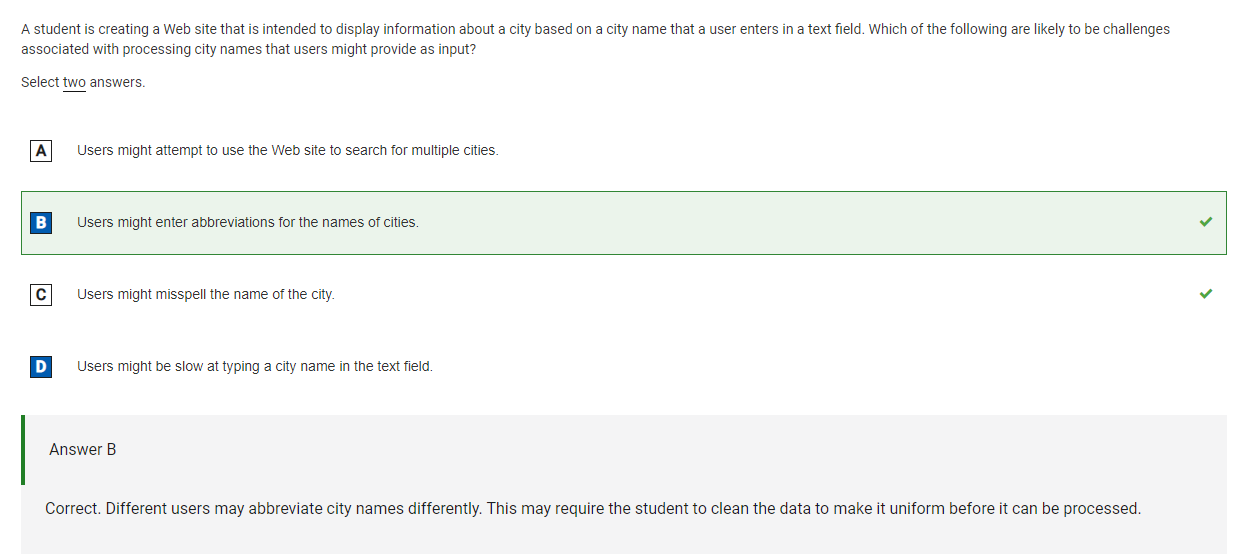 A student is creating a Web site that is intended to display information about a city based on a city name that a user enters in a text field. Which of the following are likely to be challenges
associated with processing city names that users might provide as input?
Select two answers.
A Users might attempt to use the Web site to search for multiple cities.
B Users might enter abbreviations for the names of cities.
C Users might misspell the name of the city.
D Users might be slow at typing a city name in the text field.
Answer B
Correct. Different users may abbreviate city names differently. This may require the student to clean the data to make it uniform before it can be processed.